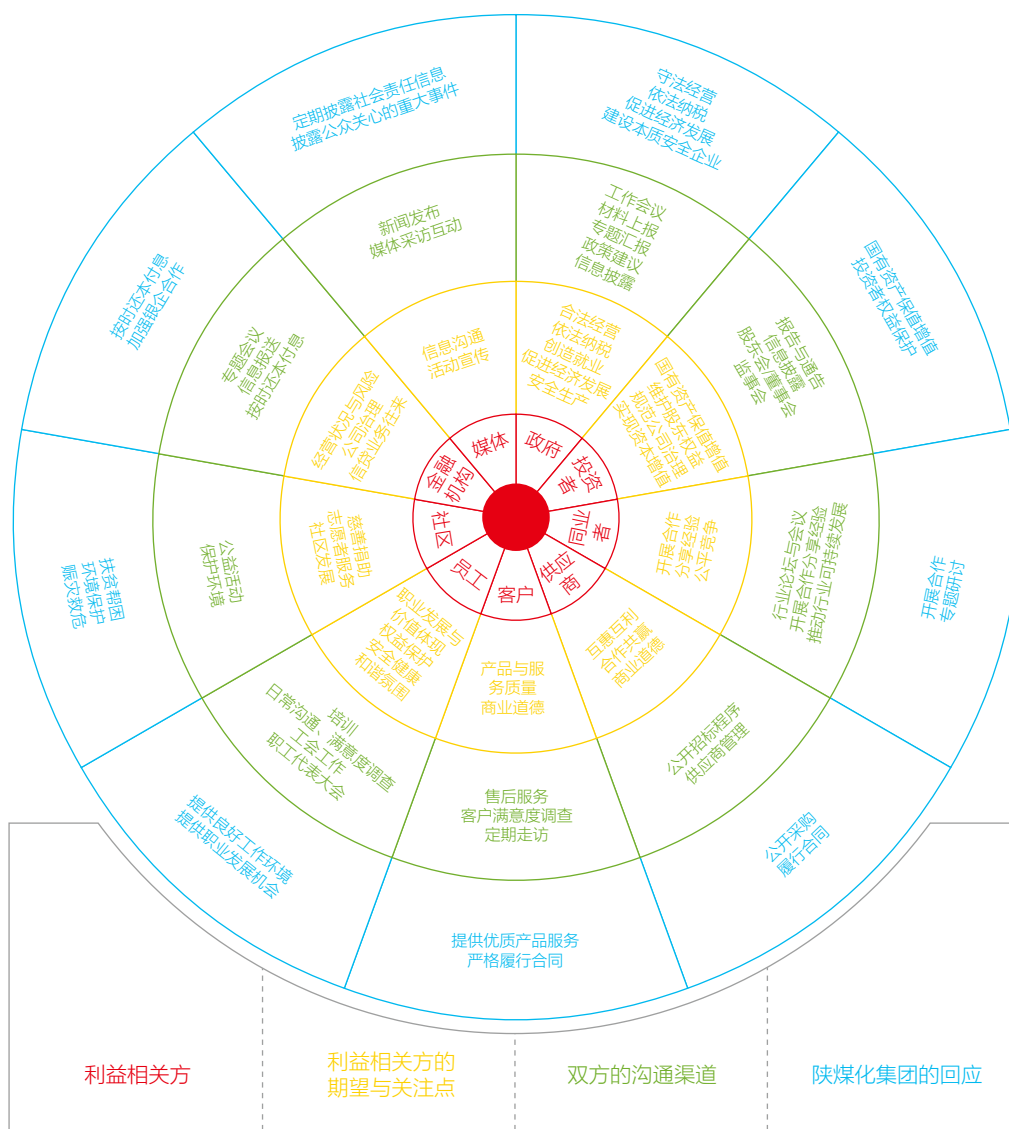 定期披露社会责任信息
披露公众关心的重大事件
守法经营
依法纳税
促进经济发展
建设本质安全企业
国有资产保值增值
投资者权益保护
开展合作
专题研讨
公开采购
履行合同
提供优质产品服务
严格履行合同
提供良好工作环境
提供职业发展机会
扶贫帮困
环境保护
赈灾救危
按时还本付息
加强银企合作
新闻发布
媒体采访互动
工作会议
材料上报
专题汇报
政策建议
信息披露
报告与通告
信息披露
股东会/董事会
监事会
行业论坛与会议
开展合作分享经验
推动行业可持续发展
公开招标程序
供应商管理
售后服务
客户满意度调查
定期走访
培训
日常沟通、满意度调查
工会工作
职工代表大会
公益活动
保护环境
专题会议
信息报送
按时还本付息
信息沟通
活动宣传
合法经营
依法纳税
创造就业
促进经济发展
安全生产
国有资产保值增值
维护股东权益
规范公司治理
实现资本增值
开展合作
分享经验
公平竞争
互惠互利
合作共赢
商业道德
产品与服
务质量
商业道德
职业发展与
价值体现
权益保护
安全健康
和谐氛围
慈善捐助
志愿者服务
社区发展
经营状况与风险
公司治理
信贷业务往来
媒体
政府
投资
者
同业
者
供应
商
客户
员工
社区
金融
机构
利益相关方
利益相关方的
期望与关注点
双方的沟通渠道
陕煤化集团的回应